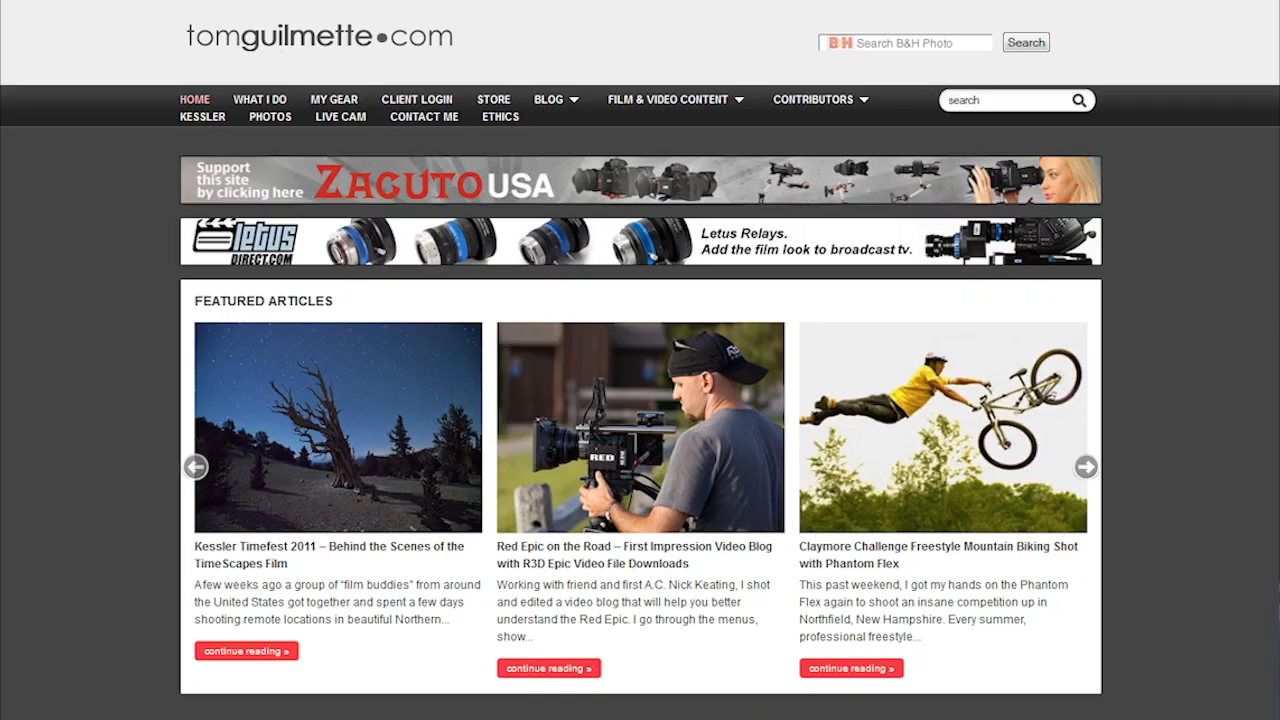 tomguilmette•com
B&H Search B&H Photo
Search
HOME WHAT I DO MY GEAR CLIENT LOGIN STORE BLOG FILM & VIDEO CONTENT CONTRIBUTORS
KESSLER PHOTOS LIVE CAM CONTACT ME ETHICS
search
Support
this site
by clicking here
ZACUTO USA
letus
DIRECT.COM
Letus Relays.
Add the film look to broadcast tv.
FEATURED ARTICLES
RED
Kessler Timefest 2011 – Behind the Scenes of the
TimeScapes Film
A few weeks ago a group of “film buddies” from around
the United States got together and spent a few days
shooting remote locations in beautiful Northern...
continue reading »
Red Epic on the Road – First Impression Video Blog
with R3D Epic Video File Downloads
Working with friend and first A.C. Nick Keating, I shot
and edited a video blog that will help you better
understand the Red Epic. I go through the menus,
show...
continue reading »
Claymore Challenge Freestyle Mountain Biking Shot
with Phantom Flex
This past weekend, I got my hands on the Phantom
Flex again to shoot an insane competition up in
Northfield, New Hampshire. Every summer,
professional freestyle...
continue reading »